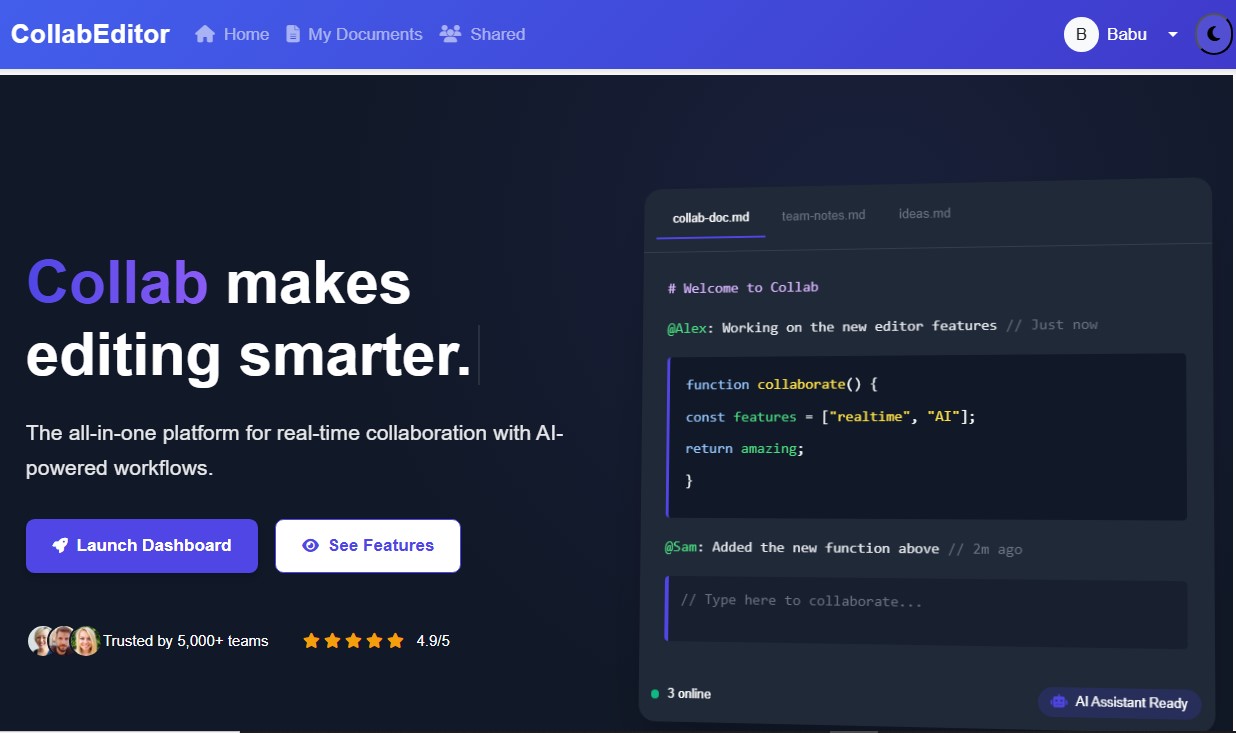 CollabEditor Home My Documents Shared B Babu
collab-doc.md team-notes.md ideas.md
Collab makes
editing smarter.
The all-in-one platform for real-time collaboration with AI-
powered workflows.
Launch Dashboard See Features
Trusted by 5,000+ teams 4.9/5
# Welcome to Collab
@Alex: Working on the new editor features // Just now
function collaborate() {
const features = ["realtime", "AI"];
return amazing;
}
@Sam: Added the new function above // 2m ago
// Type here to collaborate...
3 online AI Assistant Ready